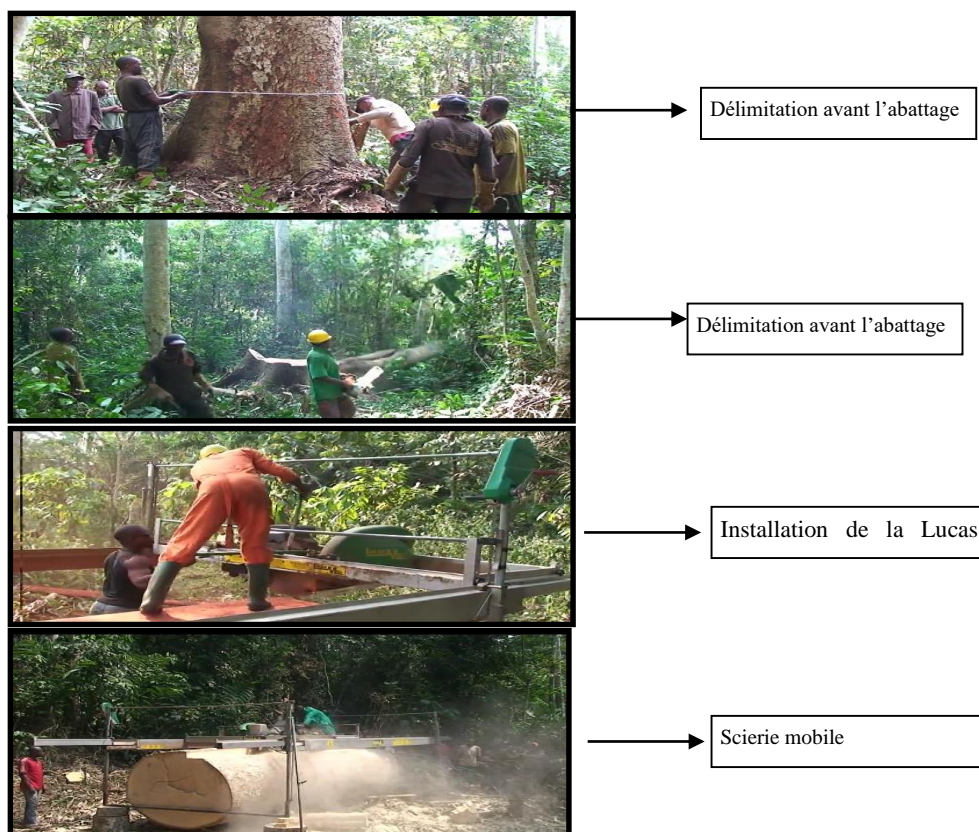 Délimitation avant l'abattage
Délimitation avant l'abattage
Installation de la Lucas
Scierie mobile